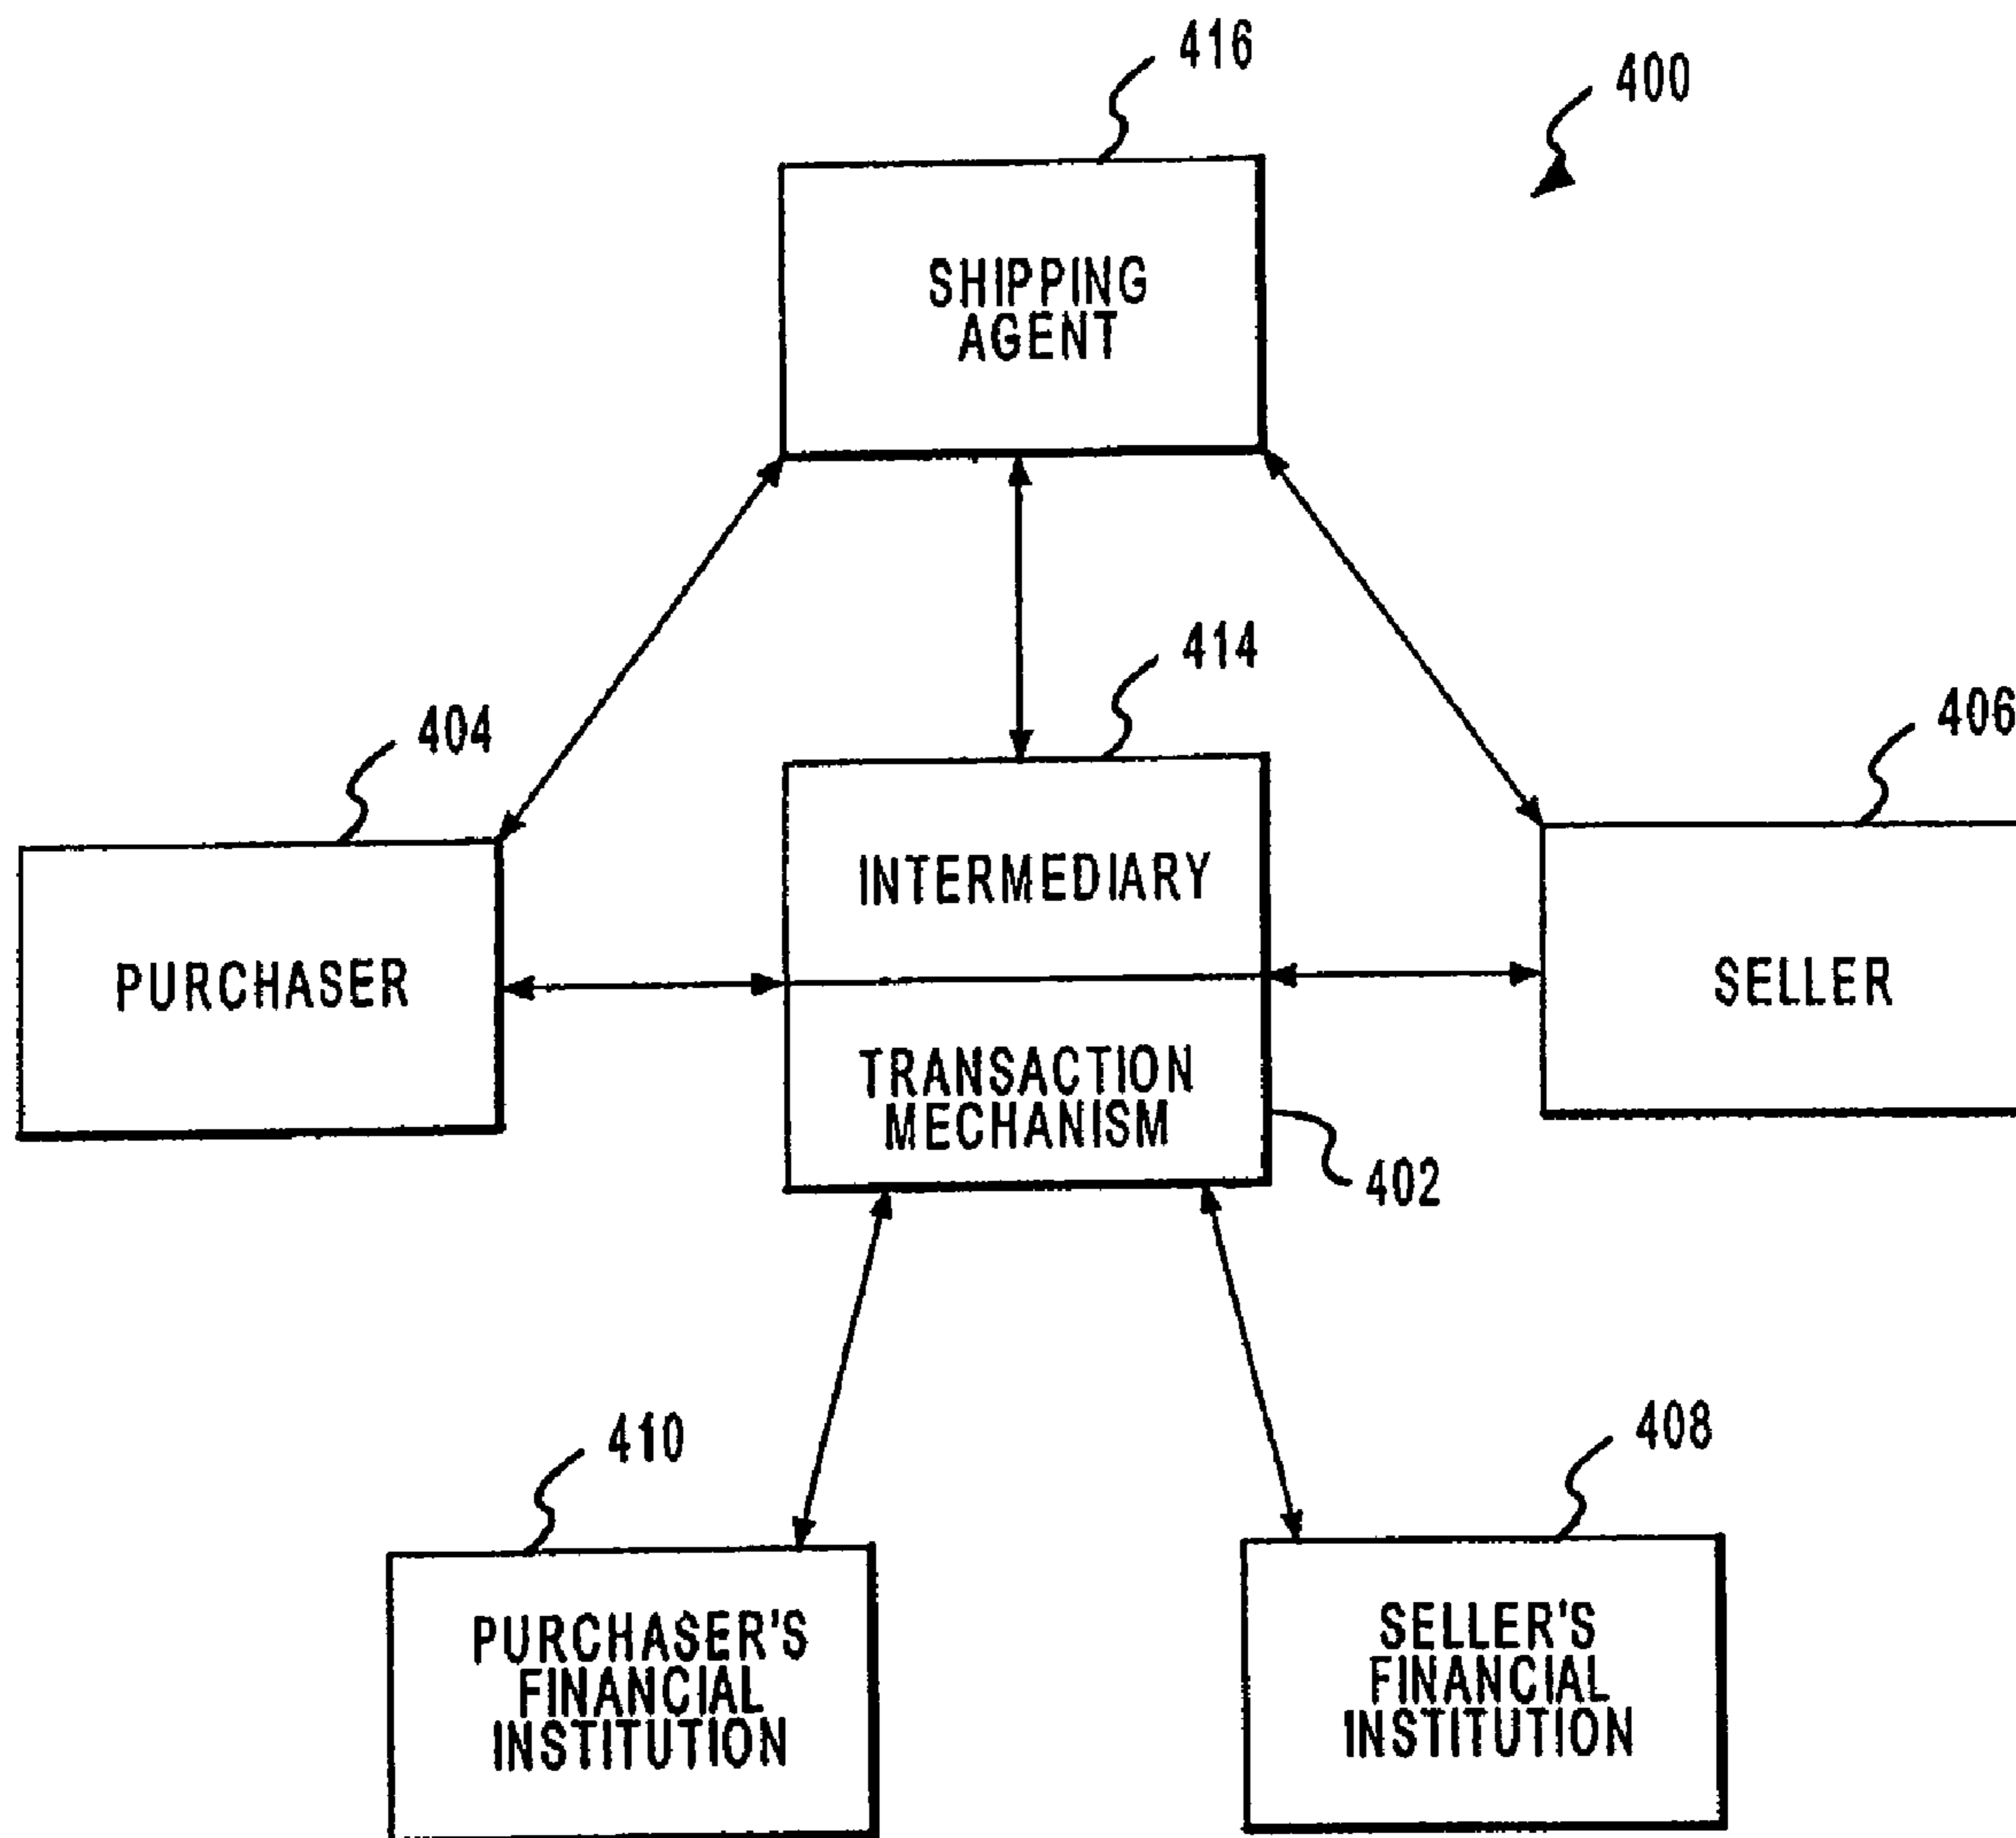 416
400
SHIPPING
AGENT
414
404
406
INTERMEDIARY
PURCHASER
SELLER
TRANSACTION
MECHANISM
402
410
408
PURCHASER'S
FINANCIAL
INSTITUTION
SELLER'S
FINANCIAL
INSTITUTION